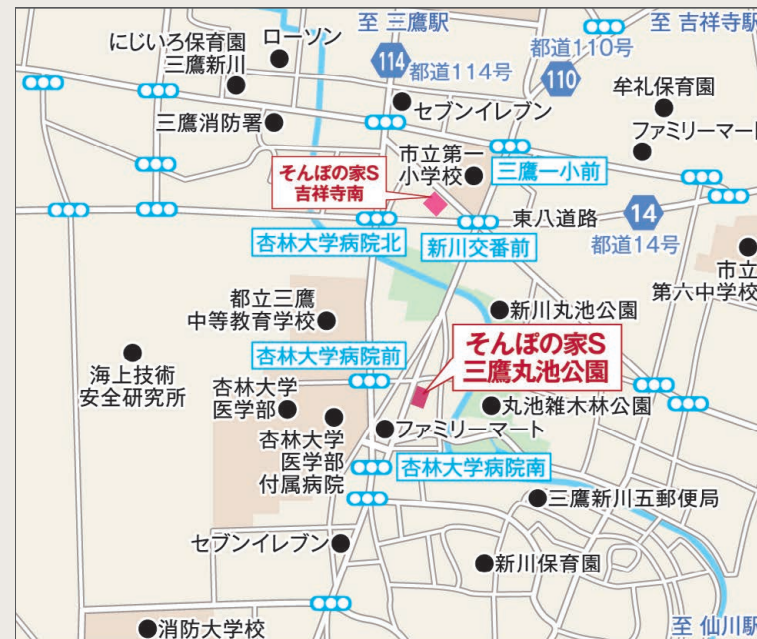 至 三鷹駅
至 吉祥寺駅
にじいろ保育園
三鷹新川
ローソン
114
都道114号
都道110号
110
牟礼保育園
セブンイレブン
三鷹消防署
ファミリーマート
市立第一
小学校
三鷹一小前
そんぽの家S
吉祥寺南
東八道路
14
都道14号
杏林大学病院北
新川交番前
市立
第六中学校
都立三鷹
中等教育学校
新川丸池公園
そんぽの家S
三鷹丸池公園
杏林大学病院前
海上技術
安全研究所
杏林大学
医学部
丸池雑木林公園
ファミリーマート
杏林大学
医学部
付属病院
杏林大学病院南
三鷹新川五郵便局
セブンイレブン
新川保育園
消防大学校
至 仙川駅